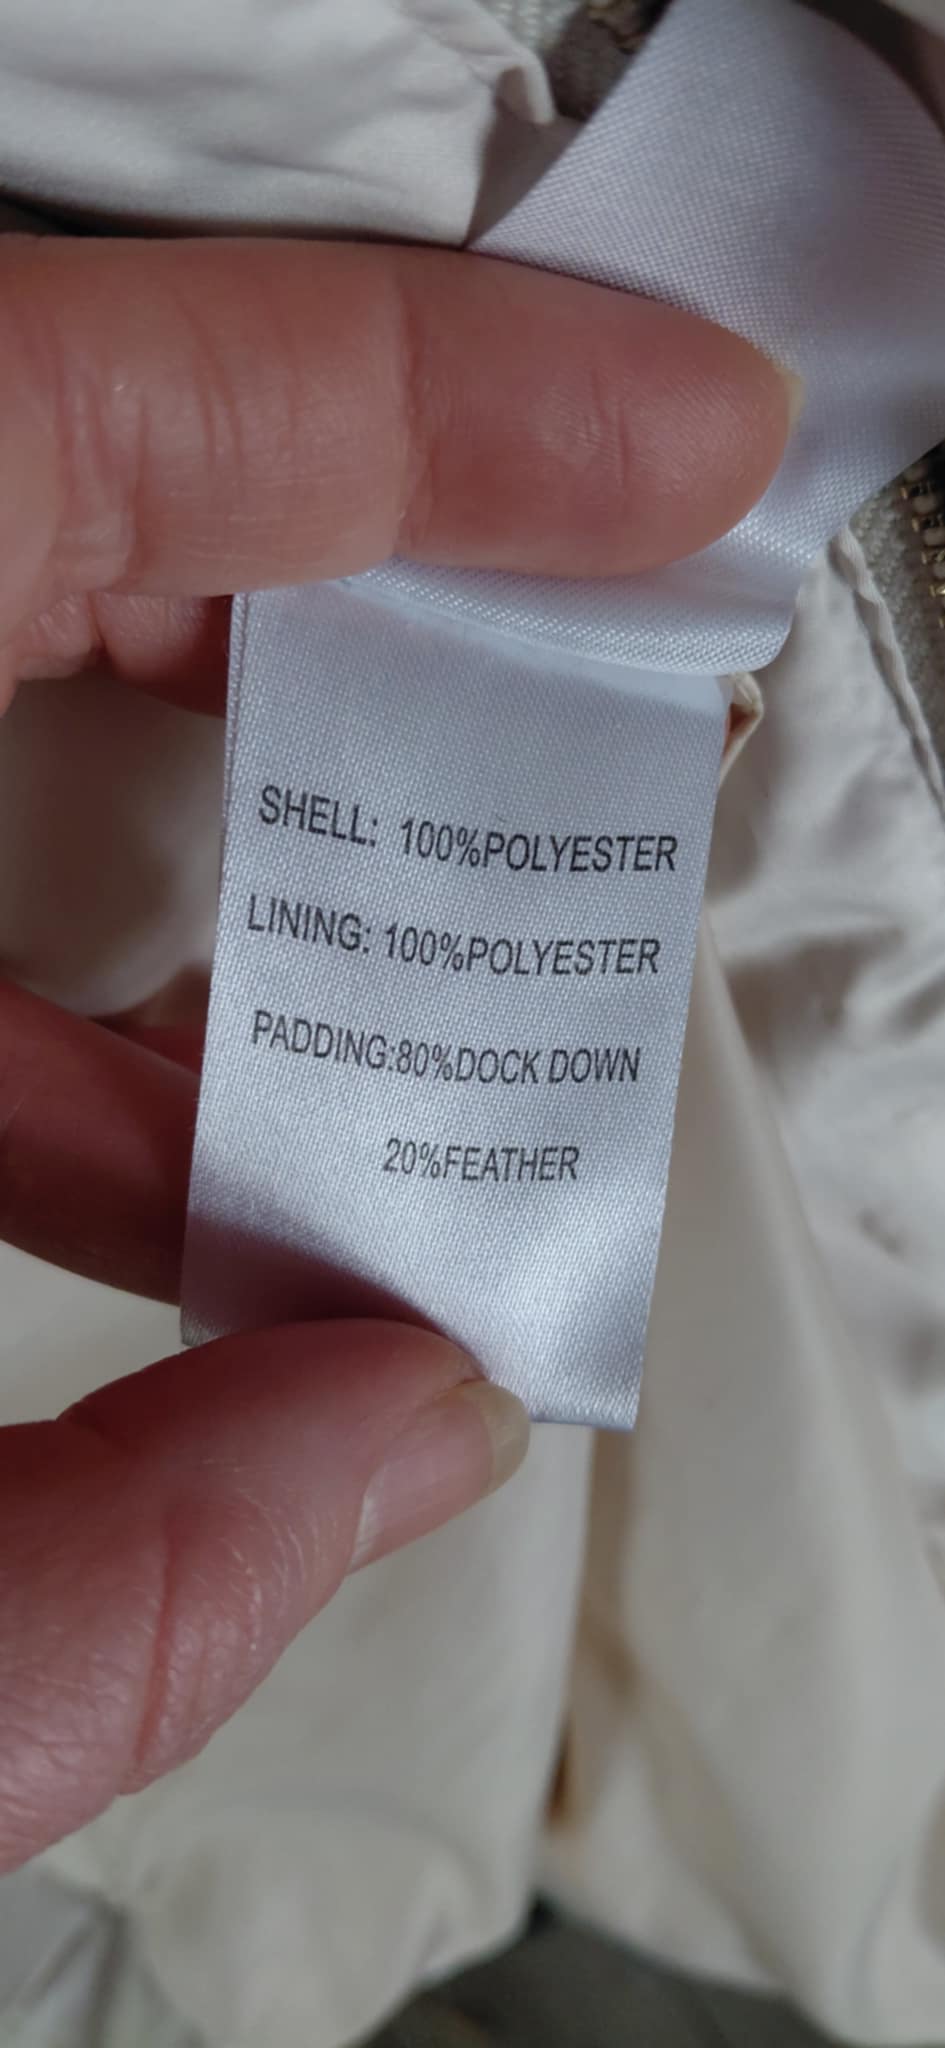 SHELL: 100%POLYESTER
LINING: 100%POLYESTER
PADDING:80%DOCK DOWN
20%FEATHER